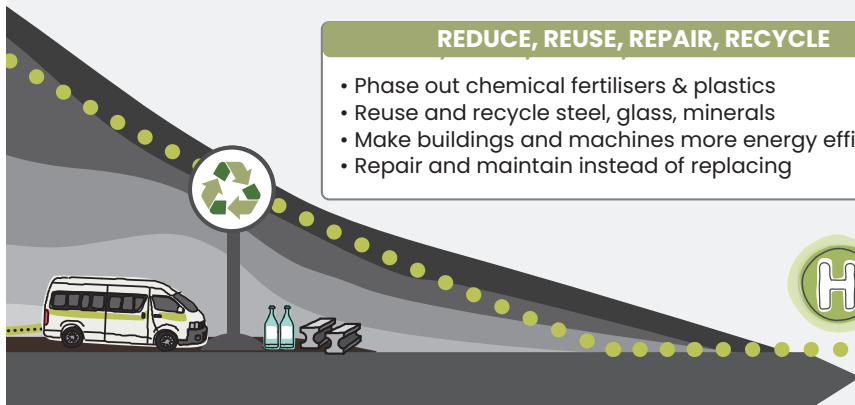 REDUCE, REUSE, REPAIR, RECYCLE
• Phase out chemical fertilisers & plastics
• Reuse and recycle steel, glass, minerals
• Make buildings and machines more energy effi
• Repair and maintain instead of replacing
H